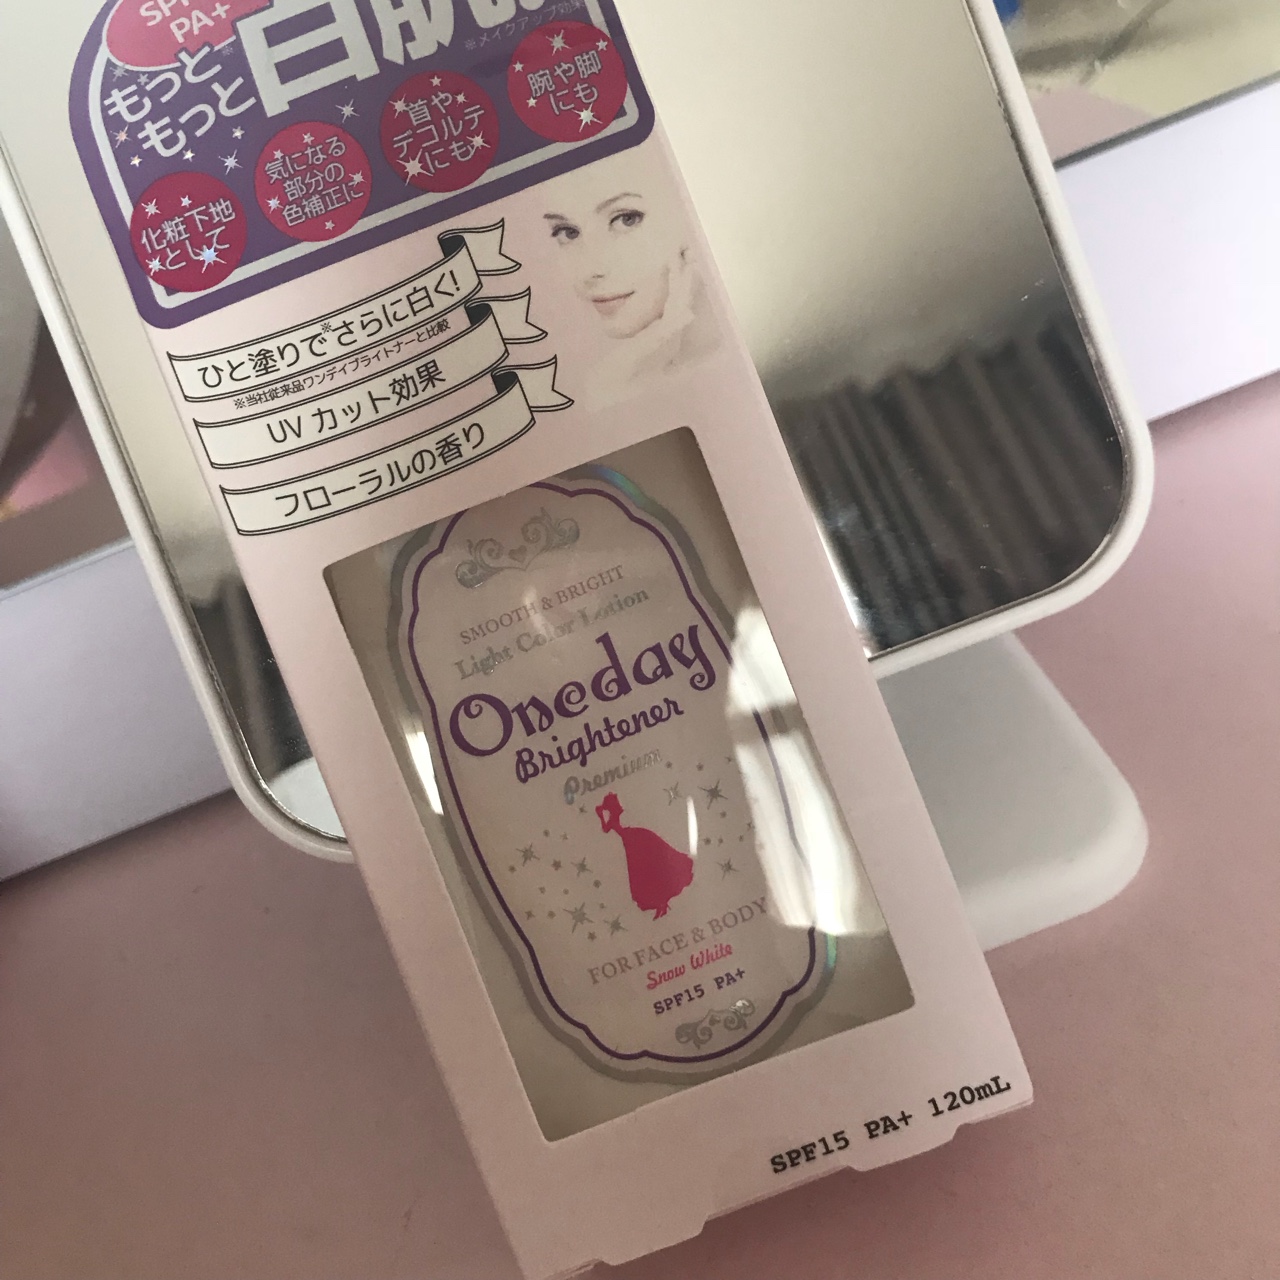 PA+
もっと※
もっと白肌
※メイクアップ効果
化粧下地
として
気になる
部分の
色補正に
首や
デコルテ
にも
腕や脚
にも
ひと塗りで※さらに白く!
※当社従来品ワンデイブライトナーと比較
UV カット効果
フローラルの香り
SMOOTH & BRIGHT
Light Color Lotion
Oneday
Brightener
Premium
FOR FACE & BODY
Snow White
SPF15 PA+
SPF15 PA+ 120mL